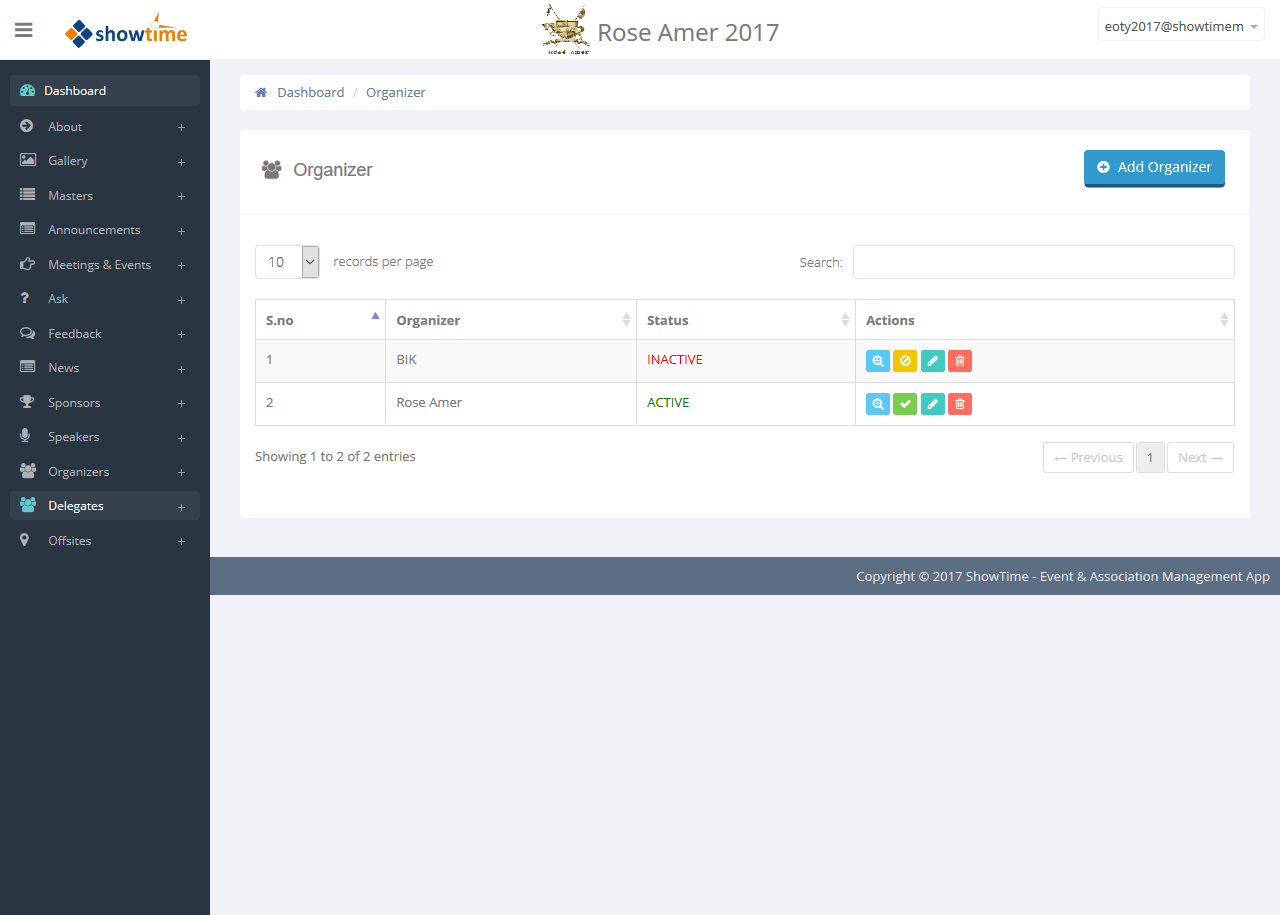 showtime
Rose Amer 2017
eoty2017@showtimem
Dashboard
About +
Gallery +
Masters +
Announcements +
Meetings & Events +
Ask +
Feedback +
News +
Sponsors +
Speakers +
Organizers +
Delegates +
Offsites +
Dashboard / Organizer
Organizer
Add Organizer
10 records per page
Search:
S.no Organizer Status Actions
1 BIK INACTIVE
2 Rose Amer ACTIVE
Showing 1 to 2 of 2 entries
← Previous 1 Next →
Copyright © 2017 ShowTime - Event & Association Management App